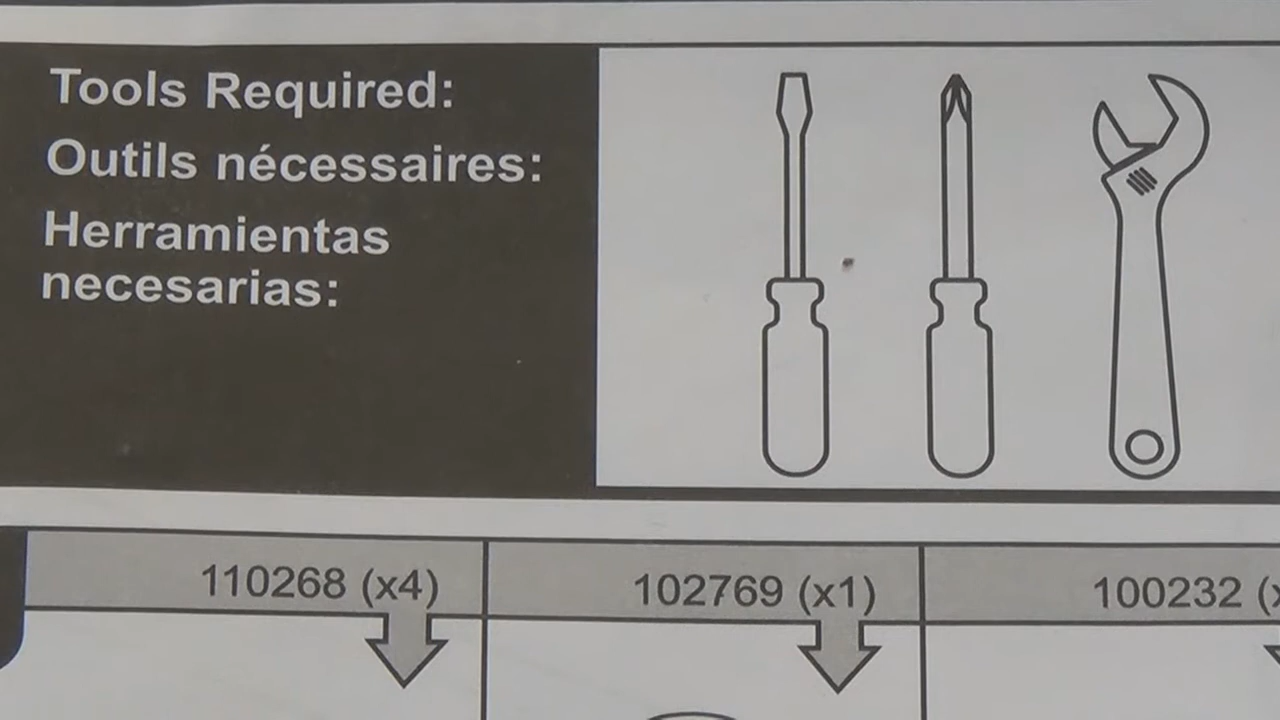 Tools Required:
Outils nécessaires:
Herramientas
necesarias:
110268 (x4)
102769 (x1)
100232 (x